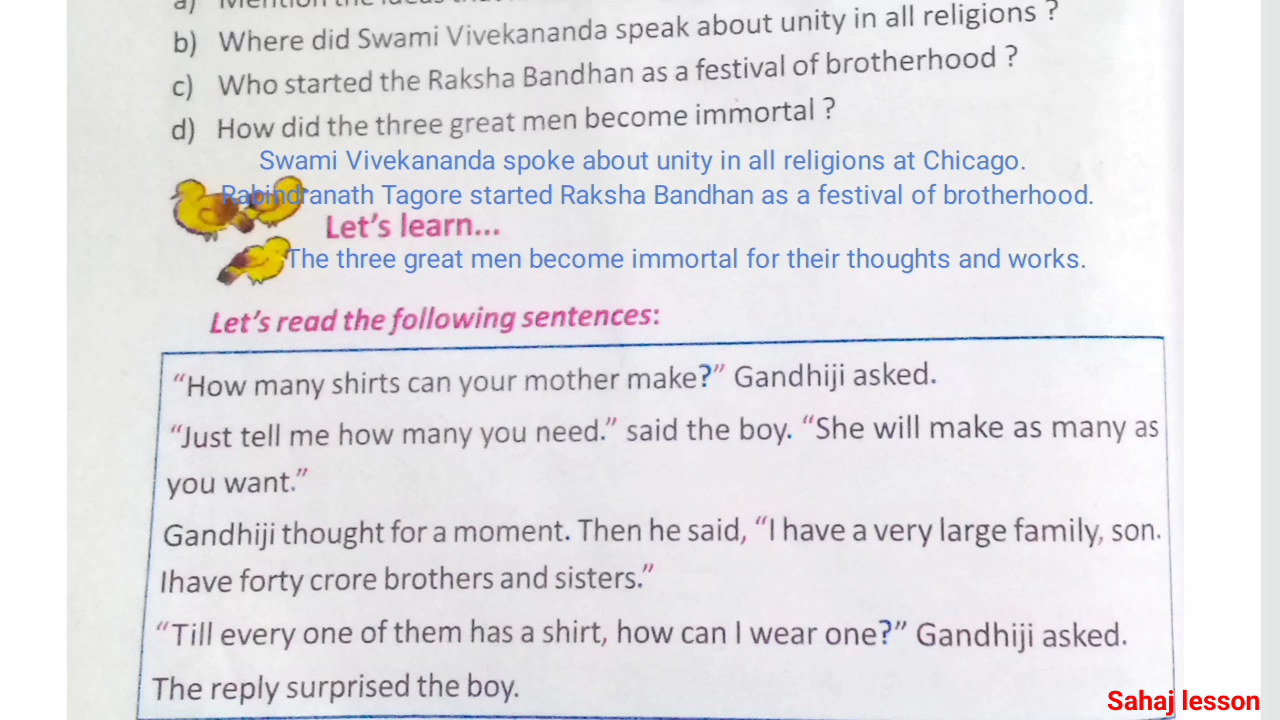 a) Mention the ideas that
b) Where did Swami Vivekananda speak about unity in all religions ?
c) Who started the Raksha Bandhan as a festival of brotherhood ?
d) How did the three great men become immortal ?
Swami Vivekananda spoke about unity in all religions at Chicago.
Rabindranath Tagore started Raksha Bandhan as a festival of brotherhood.
Let's learn...
The three great men become immortal for their thoughts and works.
Let's read the following sentences:
"How many shirts can your mother make?" Gandhiji asked.
"Just tell me how many you need." said the boy. "She will make as many as
you want."
Gandhiji thought for a moment. Then he said, "I have a very large family, son.
Ihave forty crore brothers and sisters."
"Till every one of them has a shirt, how can I wear one?" Gandhiji asked.
The reply surprised the boy.
Sahaj lesson